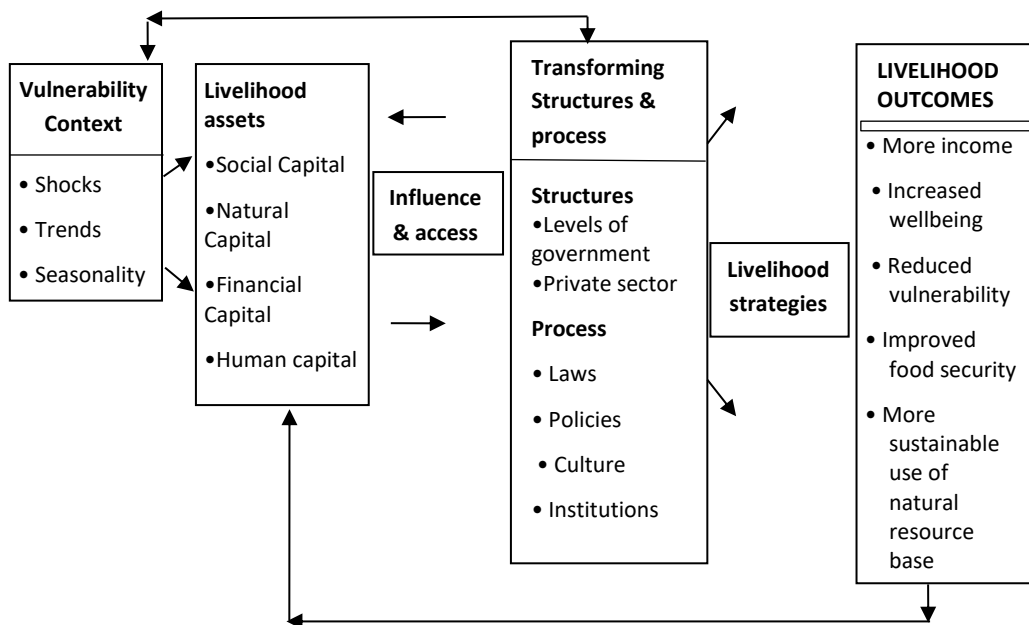 Vulnerability
Context
• Shocks
• Trends
• Seasonality
Livelihood
assets
•Social Capital
•Natural
Capital
•Financial
Capital
•Human capital
Influence
& access
Transforming
Structures &
process
Structures
•Levels of
government
•Private sector
Process
• Laws
• Policies
• Culture
• Institutions
Livelihood
strategies
LIVELIHOOD
OUTCOMES
• More income
• Increased
wellbeing
• Reduced
vulnerability
• Improved
food security
• More
sustainable
use of
natural
resource
base